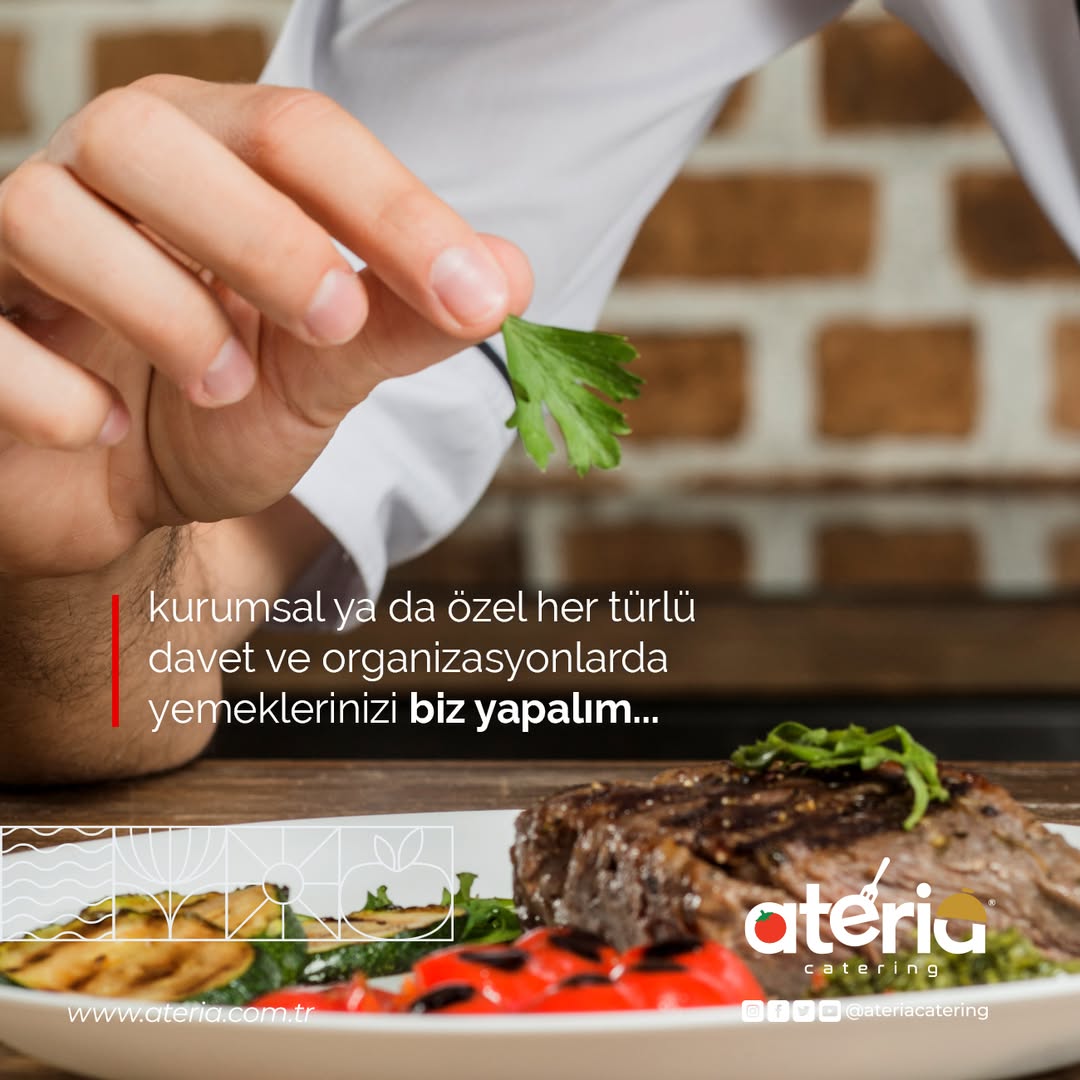 kurumsal ya da özel her türlü
davet ve organizasyonlarda
yemeklerinizi biz yapalım...
ateria®
catering
www.ateria.com.tr
@ateriacatering